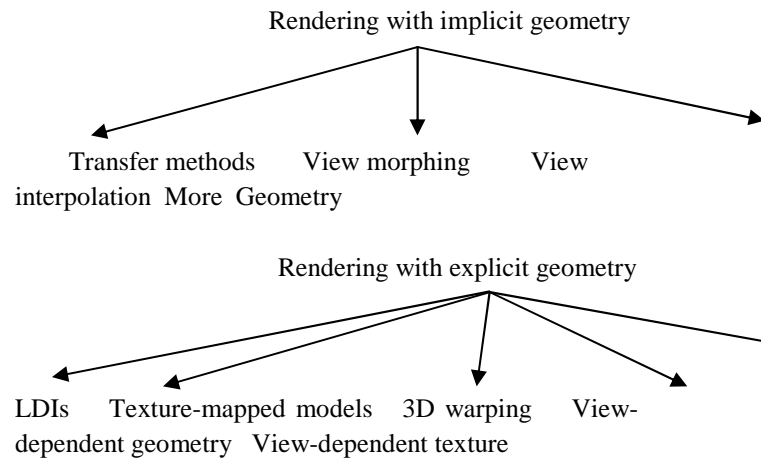 Rendering with implicit geometry
Transfer methods View morphing View
interpolation More Geometry
Rendering with explicit geometry
LDIs Texture-mapped models 3D warping View-
dependent geometry View-dependent texture